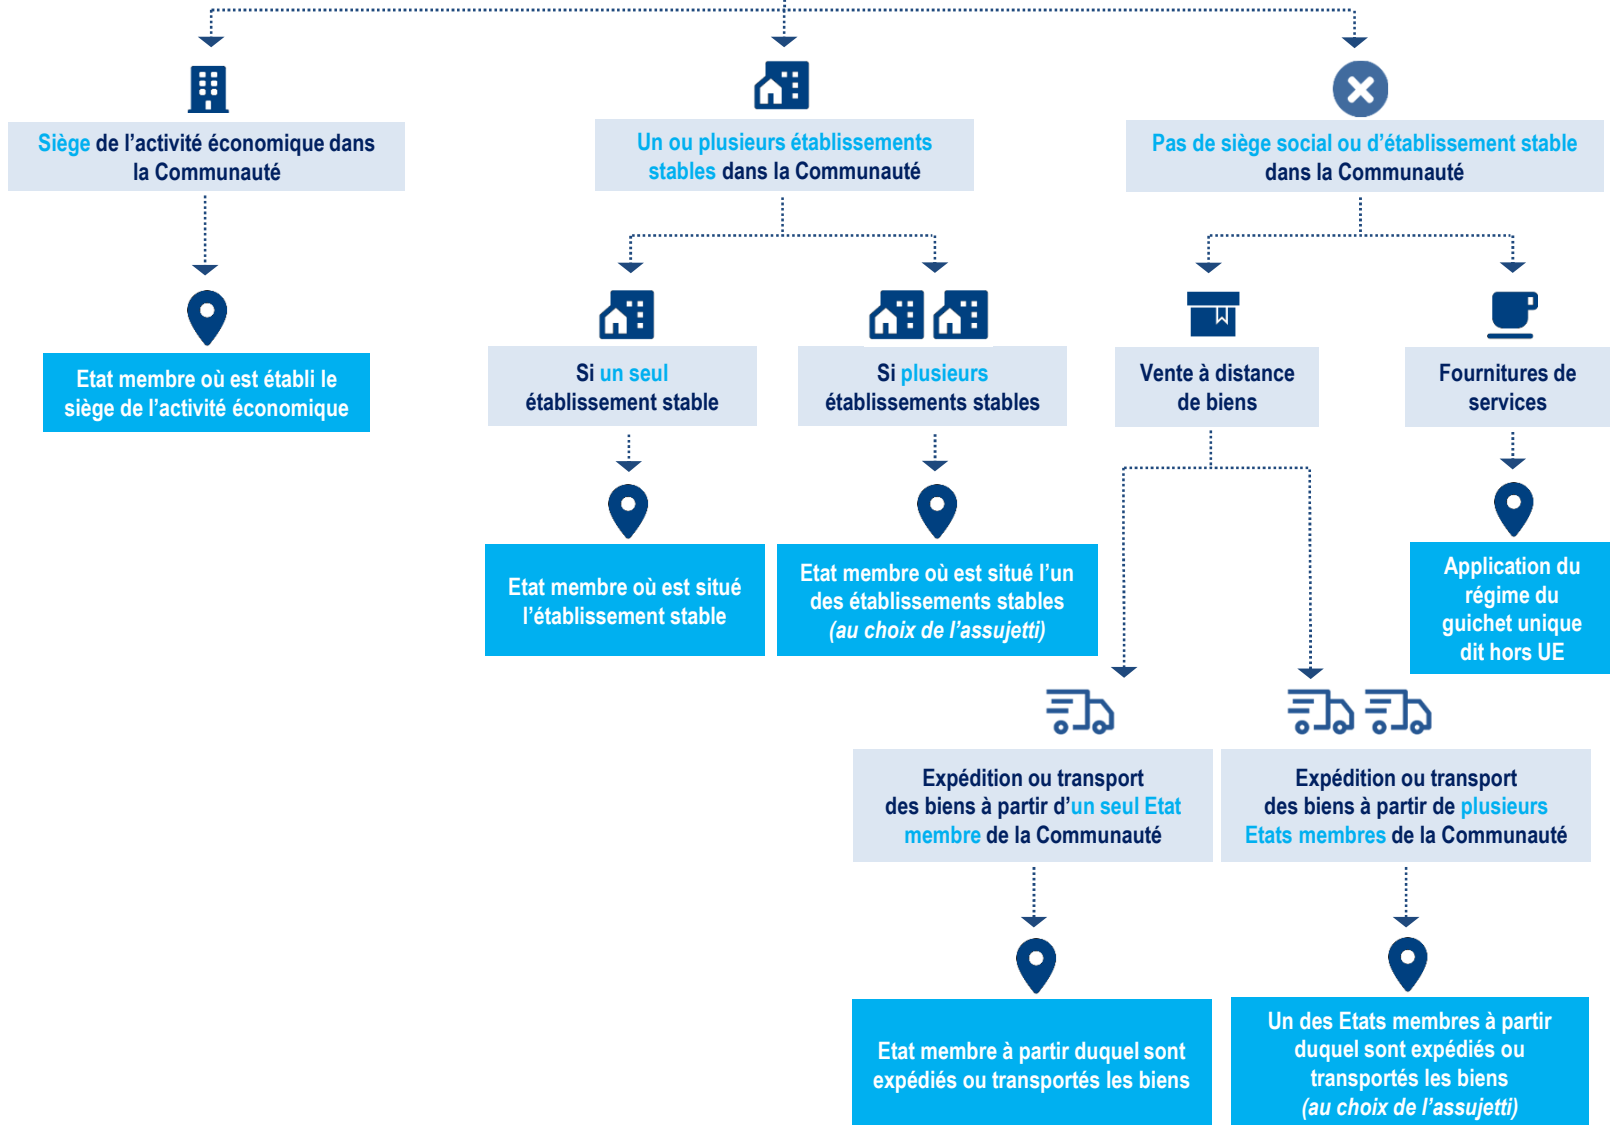 Siège de l’activité économique dans
la Communauté
Un ou plusieurs établissements
stables dans la Communauté
Pas de siège social ou d’établissement stable
dans la Communauté
Etat membre où est établi le
siège de l’activité économique
Si un seul
établissement stable
Si plusieurs
établissements stables
Vente à distance
de biens
Fournitures de
services
Etat membre où est situé
l’établissement stable
Etat membre où est situé l’un
des établissements stables
(au choix de l’assujetti)
Application du
régime du
guichet unique
dit hors UE
Expédition ou transport
des biens à partir d’un seul Etat
membre de la Communauté
Expédition ou transport
des biens à partir de plusieurs
Etats membres de la Communauté
Etat membre à partir duquel sont
expédiés ou transportés les biens
Un des Etats membres à partir
duquel sont expédiés ou
transportés les biens
(au choix de l’assujetti)